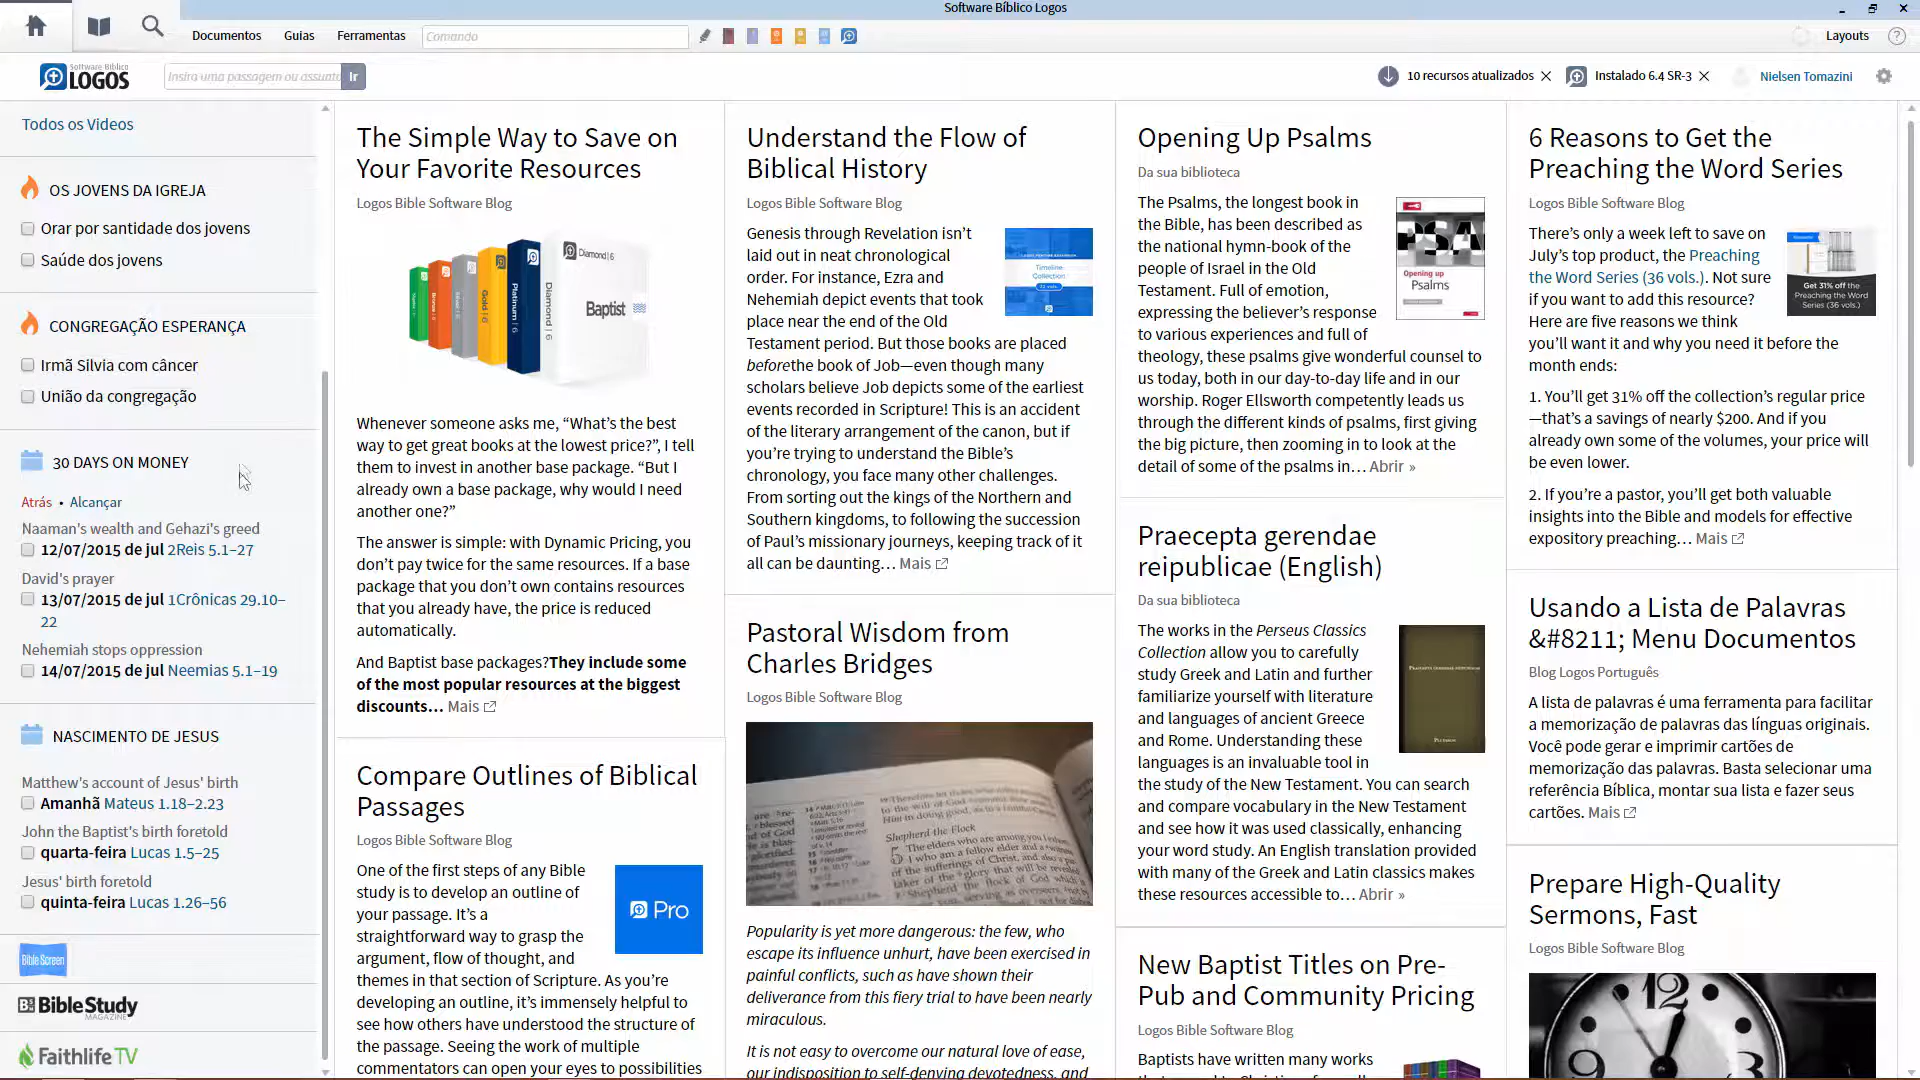 Software Bíblico Logos
Documentos Guias Ferramentas Comando
Layouts
Software Bíblico
LOGOS
Insira uma passagem ou assunto Ir
10 recursos atualizados Instalado 6.4 SR-3 Nielsen Tomazini
Todos os Videos
OS JOVENS DA IGREJA
Orar por santidade dos jovens
Saúde dos jovens
CONGREGAÇÃO ESPERANÇA
Irmã Silvia com câncer
União da congregação
30 DAYS ON MONEY
Atrás • Alcançar
Naaman's wealth and Gehazi's greed
12/07/2015 de jul 2Reis 5.1–27
David's prayer
13/07/2015 de jul 1Crônicas 29.10–
22
Nehemiah stops oppression
14/07/2015 de jul Neemias 5.1–19
NASCIMENTO DE JESUS
Matthew's account of Jesus' birth
Amanhã Mateus 1.18–2.23
John the Baptist's birth foretold
quarta-feira Lucas 1.5–25
Jesus' birth foretold
quinta-feira Lucas 1.26–56
Bible Screen
BibleStudy
MAGAZINE
Faithlife TV
The Simple Way to Save on
Your Favorite Resources
Logos Bible Software Blog
Bronze | 6
Gold | 6
Platinum | 6
Diamond | 6
Diamond | 6
Baptist
Whenever someone asks me, “What’s the best
way to get great books at the lowest price?”, I tell
them to invest in another base package. “But I
already own a base package, why would I need
another one?”
The answer is simple: with Dynamic Pricing, you
don’t pay twice for the same resources. If a base
package that you don’t own contains resources
that you already have, the price is reduced
automatically.
And Baptist base packages?They include some
of the most popular resources at the biggest
discounts… Mais
Compare Outlines of Biblical
Passages
Logos Bible Software Blog
One of the first steps of any Bible
study is to develop an outline of
your passage. It’s a
straightforward way to grasp the
argument, flow of thought, and
themes in that section of Scripture. As you’re
developing an outline, it’s immensely helpful to
see how others have understood the structure of
the passage. Seeing the work of multiple
commentators can open your eyes to possibilities
Pro
Understand the Flow of
Biblical History
Logos Bible Software Blog
Genesis through Revelation isn’t
laid out in neat chronological
order. For instance, Ezra and
Nehemiah depict events that took
place near the end of the Old
Testament period. But those books are placed
beforethe book of Job—even though many
scholars believe Job depicts some of the earliest
events recorded in Scripture! This is an accident
of the literary arrangement of the canon, but if
you’re trying to understand the Bible’s
chronology, you face many other challenges.
From sorting out the kings of the Northern and
Southern kingdoms, to following the succession
of Paul’s missionary journeys, keeping track of it
all can be daunting… Mais
Timeline
Collection
Pastoral Wisdom from
Charles Bridges
Logos Bible Software Blog
Shepherd the Flock
Popularity is yet more dangerous: the few, who
escape its influence unhurt, have been exercised in
painful conflicts, such as have shown their
deliverance from this fiery trial to have been nearly
miraculous.
It is not easy to overcome our natural love of ease,
our indisposition to self-denying devotedness, and
Opening Up Psalms
Da sua biblioteca
The Psalms, the longest book in
the Bible, has been described as
the national hymn-book of the
people of Israel in the Old
Testament. Full of emotion,
expressing the believer’s response
to various experiences and full of
theology, these psalms give wonderful counsel to
us today, both in our day-to-day life and in our
worship. Roger Ellsworth competently leads us
through the different kinds of psalms, first giving
the big picture, then zooming in to look at the
detail of some of the psalms in… Abrir »
PSA
Opening up
Psalms
Praecepta gerendae
reipublicae (English)
Da sua biblioteca
The works in the Perseus Classics
Collection allow you to carefully
study Greek and Latin and further
familiarize yourself with literature
and languages of ancient Greece
and Rome. Understanding these
languages is an invaluable tool in
the study of the New Testament. You can search
and compare vocabulary in the New Testament
and see how it was used classically, enhancing
your word study. An English translation provided
with many of the Greek and Latin classics makes
these resources accessible to… Abrir »
New Baptist Titles on Pre-
Pub and Community Pricing
Logos Bible Software Blog
Baptists have written many works
6 Reasons to Get the
Preaching the Word Series
Logos Bible Software Blog
There’s only a week left to save on
July’s top product, the Preaching
the Word Series (36 vols.). Not sure
if you want to add this resource?
Here are five reasons we think
you’ll want it and why you need it before the
month ends:
Get 31% off the
Preaching the Word
Series (36 vols.)
1. You’ll get 31% off the collection’s regular price
—that’s a savings of nearly $200. And if you
already own some of the volumes, your price will
be even lower.
2. If you’re a pastor, you’ll get both valuable
insights into the Bible and models for effective
expository preaching… Mais
Usando a Lista de Palavras
&#8211; Menu Documentos
Blog Logos Português
A lista de palavras é uma ferramenta para facilitar
a memorização de palavras das línguas originais.
Você pode gerar e imprimir cartões de
memorização das palavras. Basta selecionar uma
referência Bíblica, montar sua lista e fazer seus
cartões. Mais
Prepare High-Quality
Sermons, Fast
Logos Bible Software Blog
11 12 1
9 3